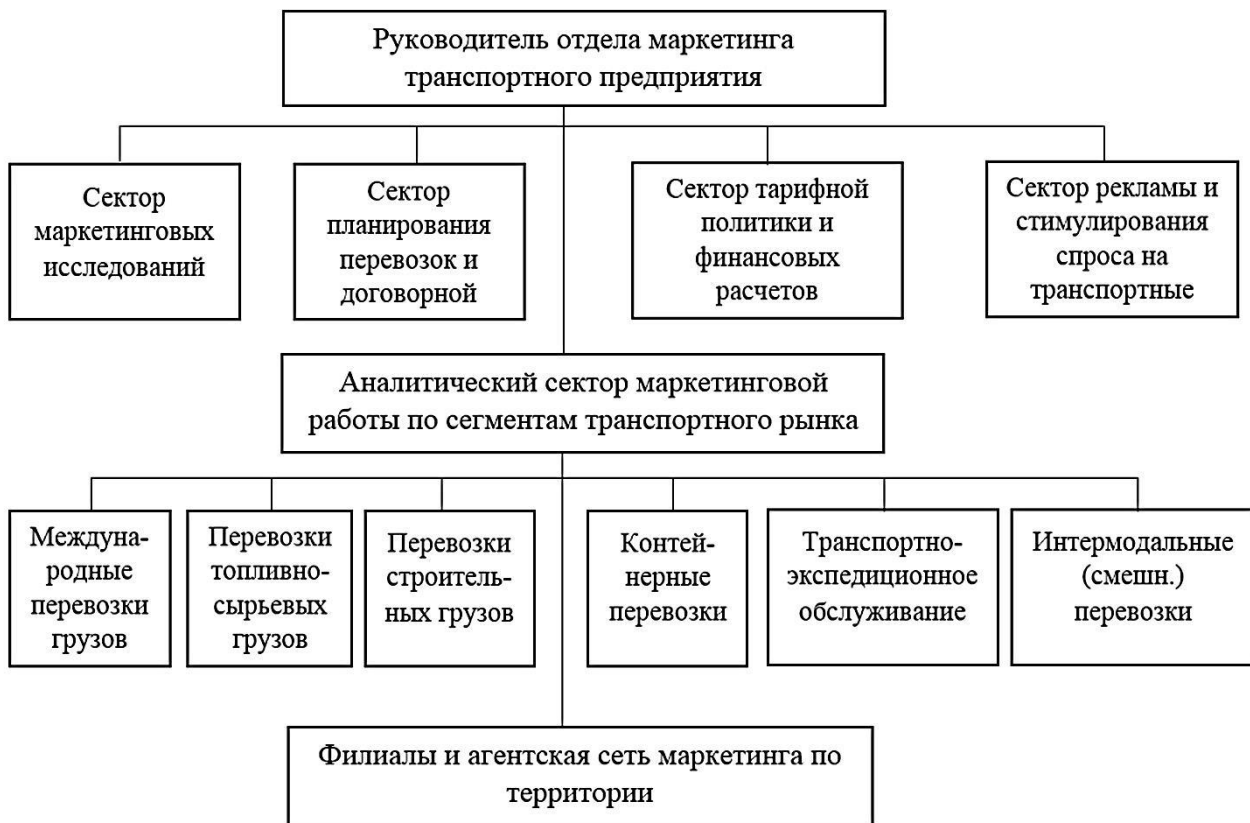 Руководитель отдела маркетинга
транспортного предприятия
Сектор
маркетинговых
исследований
Сектор
планирования
перевозок и
договорной
Сектор тарифной
политики и
финансовых
расчетов
Сектор рекламы и
стимулирования
спроса на
транспортные
Аналитический сектор маркетинговой
работы по сегментам транспортного рынка
Междуна-
родные
перевозки
грузов
Перевозки
топливно-
сырьевых
грузов
Перевозки
строитель-
ных грузов
Контей-
нерные
перевозки
Транспортно-
экспедиционное
обслуживание
Интермодальные
(смешн.)
перевозки
Филиалы и агентская сеть маркетинга по
территории